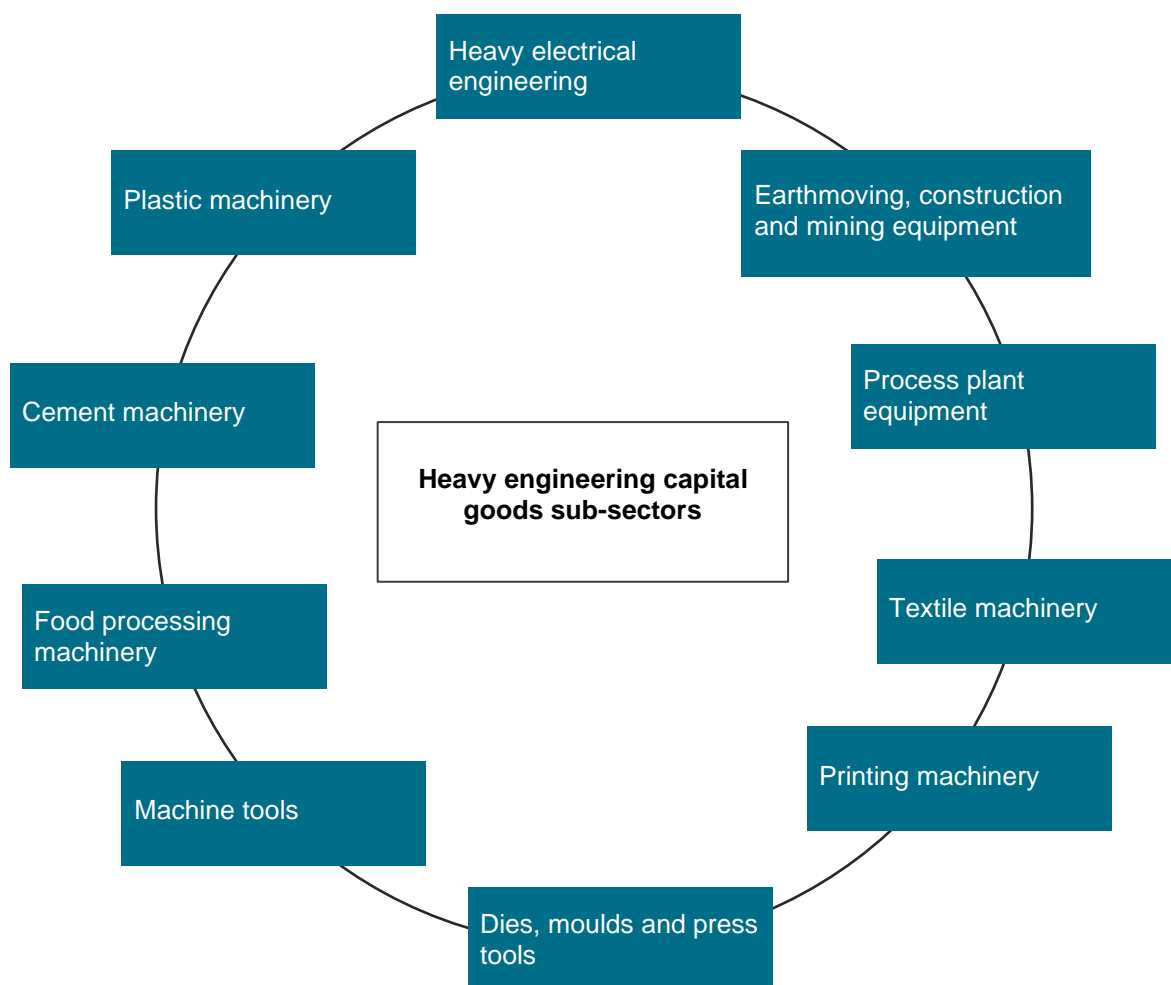 Heavy electrical
engineering
Plastic machinery
Earthmoving, construction
and mining equipment
Process plant
equipment
Cement machinery
Heavy engineering capital
goods sub-sectors
Textile machinery
Food processing
machinery
Printing machinery
Machine tools
Dies, moulds and press
tools